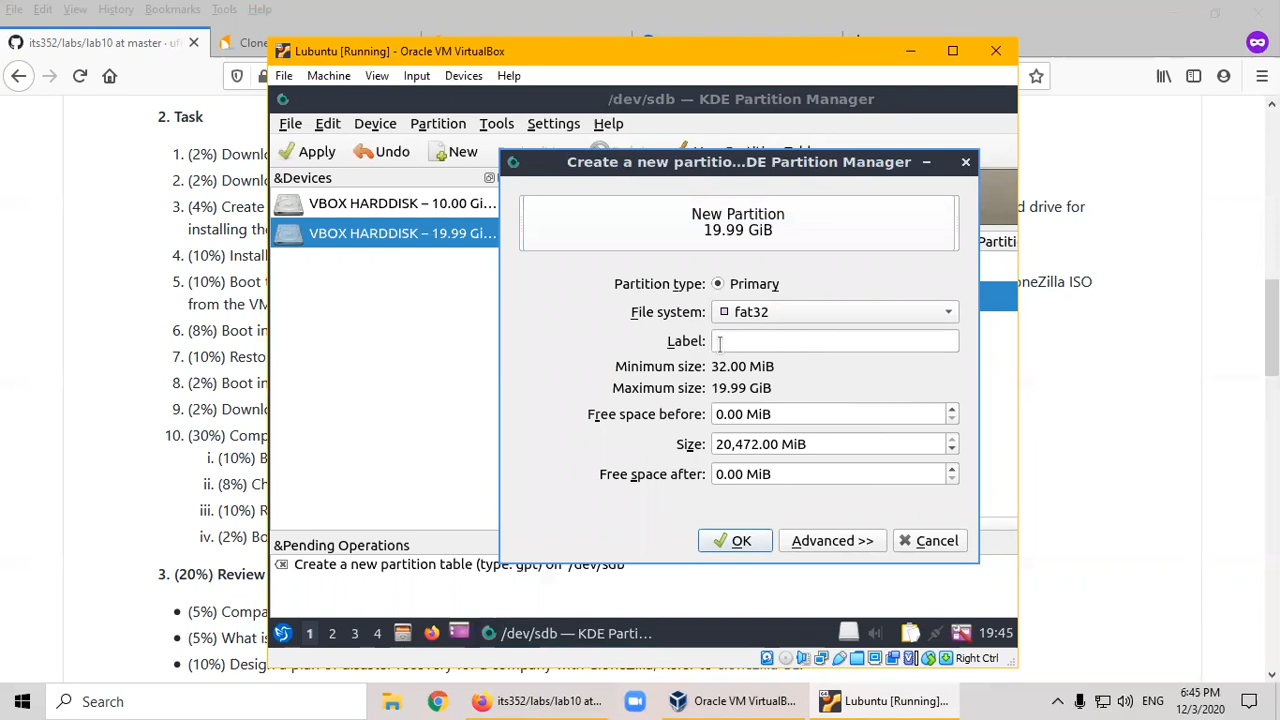 File Edit View History Bookmarks Tools Help
its352/labs/lab10 at master · uf
Clone
Lubuntu [Running] - Oracle VM VirtualBox
File Machine View Input Devices Help
/dev/sdb — KDE Partition Manager
File Edit Device Partition Tools Settings Help
Apply Undo New
&Devices
VBOX HARDDISK – 10.00 Gi...
VBOX HARDDISK – 19.99 Gi...
Create a new partitio...DE Partition Manager
New Partition
19.99 GiB
Partition type: Primary
File system: fat32
Label:
Minimum size: 32.00 MiB
Maximum size: 19.99 GiB
Free space before: 0.00 MiB
Size: 20,472.00 MiB
Free space after: 0.00 MiB
OK Advanced >> Cancel
Partiti
&Pending Operations
Create a new partition table (type: gpt) on '/dev/sdb'
1 2 3 4 /dev/sdb — KDE Parti... 19:45
Right Ctrl
2. Task
1. (2%) Downlo
2. (2%) Downl
3. (4%) Create d drive for
installing the
4. (10%) Install
5. (10%) Boot t oneZilla ISO
from the VM
6. (8%) Boot in
7. (10%) Resto
8. (2%) Boot in
9. (2%) Downl
10. (30%) Comp
i. (10%) B
ii. (8%) Ch
iii. (10%) R
iv. (2%) Bo
3. (20%) Review
(5%) Compa
(5%) What is
(10%) Desig
Search
its352/labs/lab10 at...
Oracle VM VirtualBo...
Lubuntu [Running]...
ENG
6:45 PM
12/3/2020